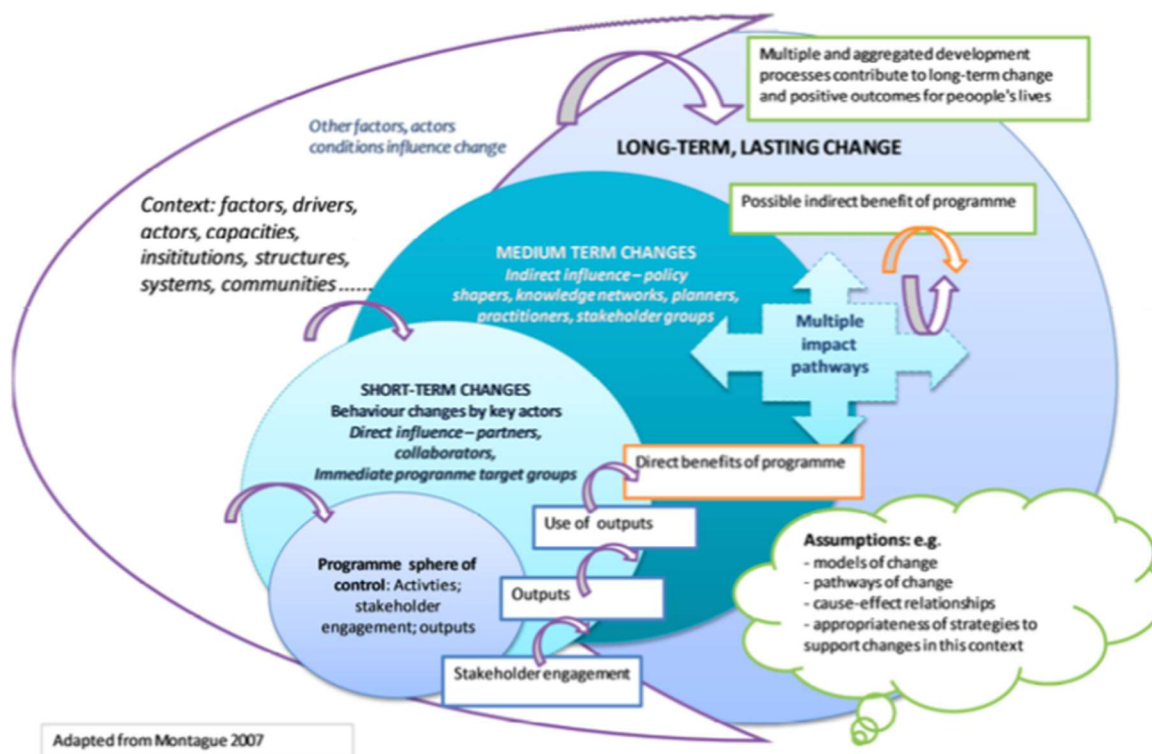 Multiple and aggregated development
processes contribute to long-term change
and positive outcomes for peoople's lives
Other factors, actors
conditions influence change
LONG-TERM, LASTING CHANGE
Context: factors, drivers,
actors, capacities,
insititutions, structures,
systems, communities ......
Possible indirect benefit of programme
MEDIUM TERM CHANGES
Indirect influence – policy
shapers, knowledge networks, planners,
practitioners, stakeholder groups
Multiple
impact
pathways
SHORT-TERM CHANGES
Behaviour changes by key actors
Direct influence – partners,
collaborators,
Immediate programme target groups
Direct benefits of programme
Use of outputs
Programme sphere of
control: Activties;
stakeholder
engagement; outputs
Outputs
Stakeholder engagement
Assumptions: e.g.
- models of change
- pathways of change
- cause-effect relationships
- appropriateness of strategies to
support changes in this context
Adapted from Montague 2007